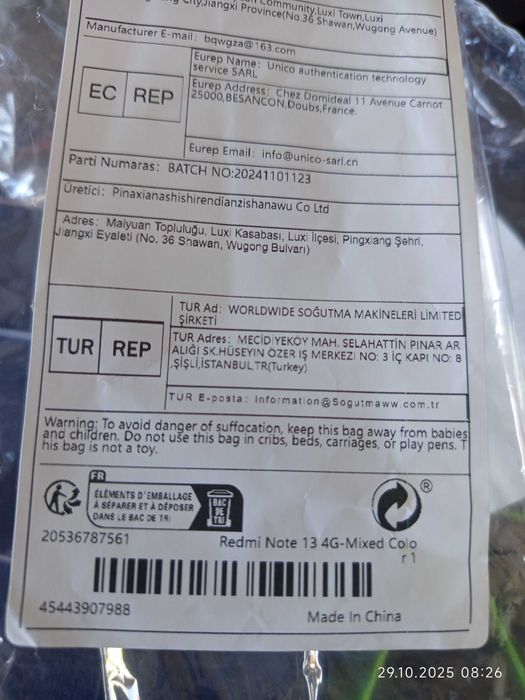 Community,Luxi Town,Luxi
City,Jiangxi Province(No.36 Shawan,Wugong Avenue)
Manufacturer E-mail: bqwgza@163.com
EC REP
Eurep Name: Unico authentication technology
service SARL
Eurep Address: Chez Domideal 11 Avenue Carnot
25000,BESANCON,Doubs,France.
Eurep Email: info@unico-sarl.cn
Parti Numaras: BATCH NO:20241101123
Üretici: Pinaxianashishirendianzishanawu Co Ltd
Adres: Maiyuan Topluluğu, Luxi Kasabası, Luxi İlçesi, Pingxiang Şehri,
Jiangxi Eyaleti (No. 36 Shawan, Wugong Bulvarı)
TUR REP
TUR Ad: WORLDWIDE SOĞUTMA MAKİNELERİ LİMİTED
ŞİRKETİ
TUR Adres: MECİDİYEKÖY MAH. SELAHATTİN PINAR AR
ALIĞI SK.HÜSEYIN ÖZER IŞ MERKEZI NO: 3 İÇ KAPI NO: 8
,ŞİŞLİ,İSTANBUL,TR(Turkey)
TUR E-posta: Information@Sogutmaww.com.tr
Warning: To avoid danger of suffocation, keep this bag away from babies
and children. Do not use this bag in cribs, beds, carriages, or play pens. T
his bag is not a toy.
FR
ÉLÉMENTS D'EMBALLAGE
À SÉPARER ET À DÉPOSER
DANS LE BAC DE TRI
BAC
DE
TRI
®
20536787561
Redmi Note 13 4G-Mixed Colo
r 1
45443907988
Made In China
29.10.2025 08:26